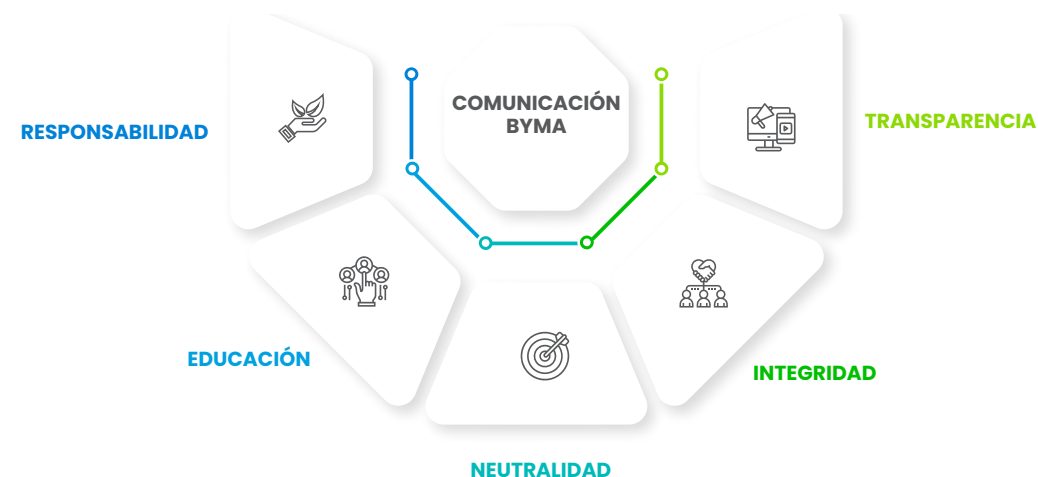 COMUNICACIÓN
BYMA
RESPONSABILIDAD
TRANSPARENCIA
EDUCACIÓN
INTEGRIDAD
NEUTRALIDAD